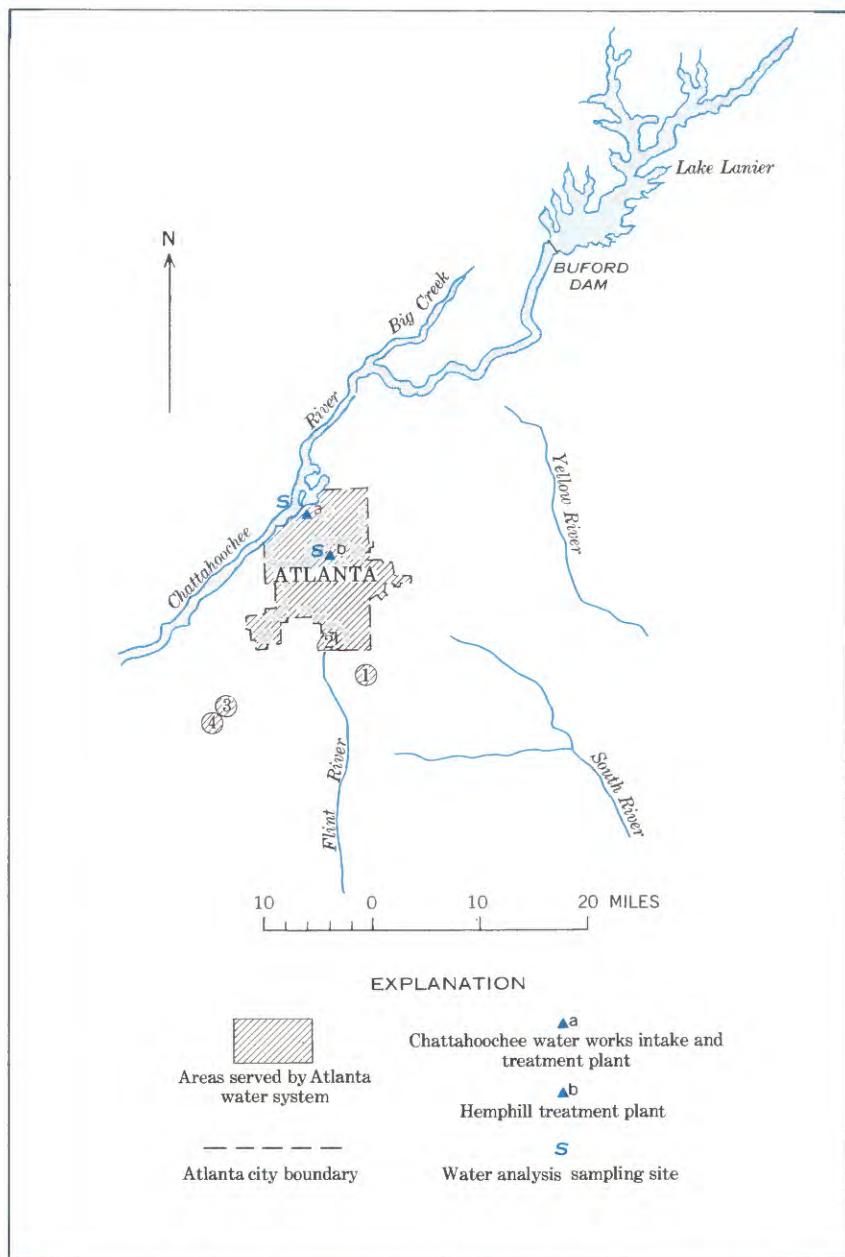 Lake Lanier
N
BUFORD
DAM
Big Creek
River
Yellow River
S
a
S
b
Chattahoochee
ATLANTA
2
1
3
4
Flint River
South River
10 0 10 20 MILES
EXPLANATION
a
Chattahoochee water works intake and
treatment plant
Areas served by Atlanta
water system
b
Hemphill treatment plant
S
Atlanta city boundary
Water analysis sampling site